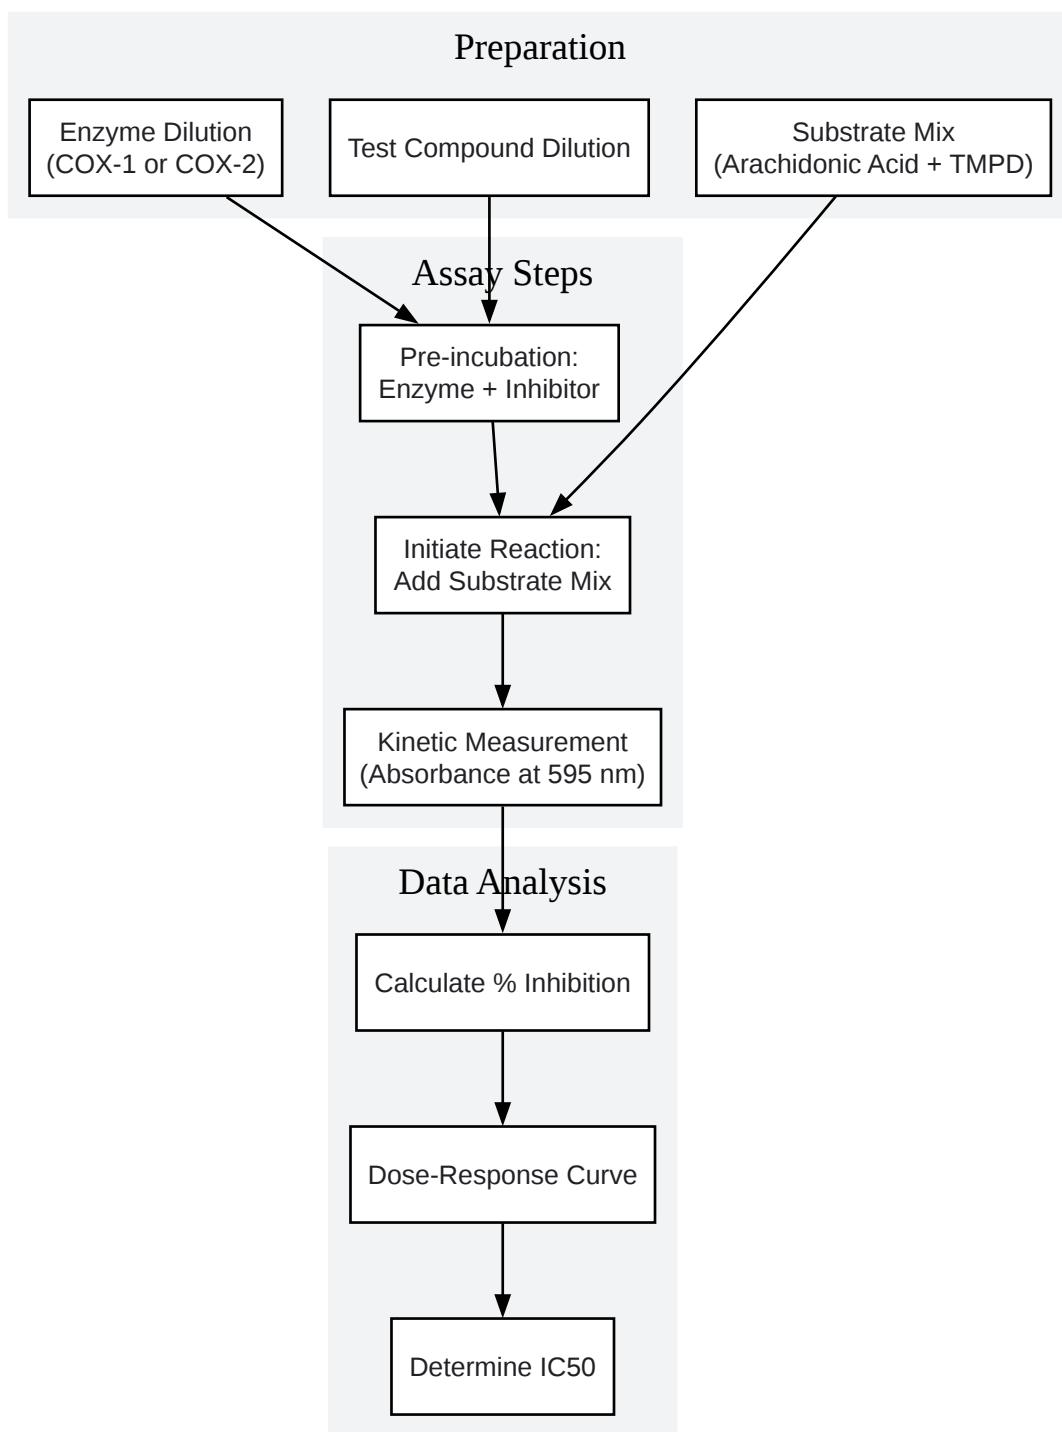 Preparation
Enzyme Dilution
(COX-1 or COX-2)
Test Compound Dilution
Substrate Mix
(Arachidonic Acid + TMPD)
Assay Steps
Pre-incubation:
Enzyme + Inhibitor
Initiate Reaction:
Add Substrate Mix
Kinetic Measurement
(Absorbance at 595 nm)
Data Analysis
Calculate % Inhibition
Dose-Response Curve
Determine IC50